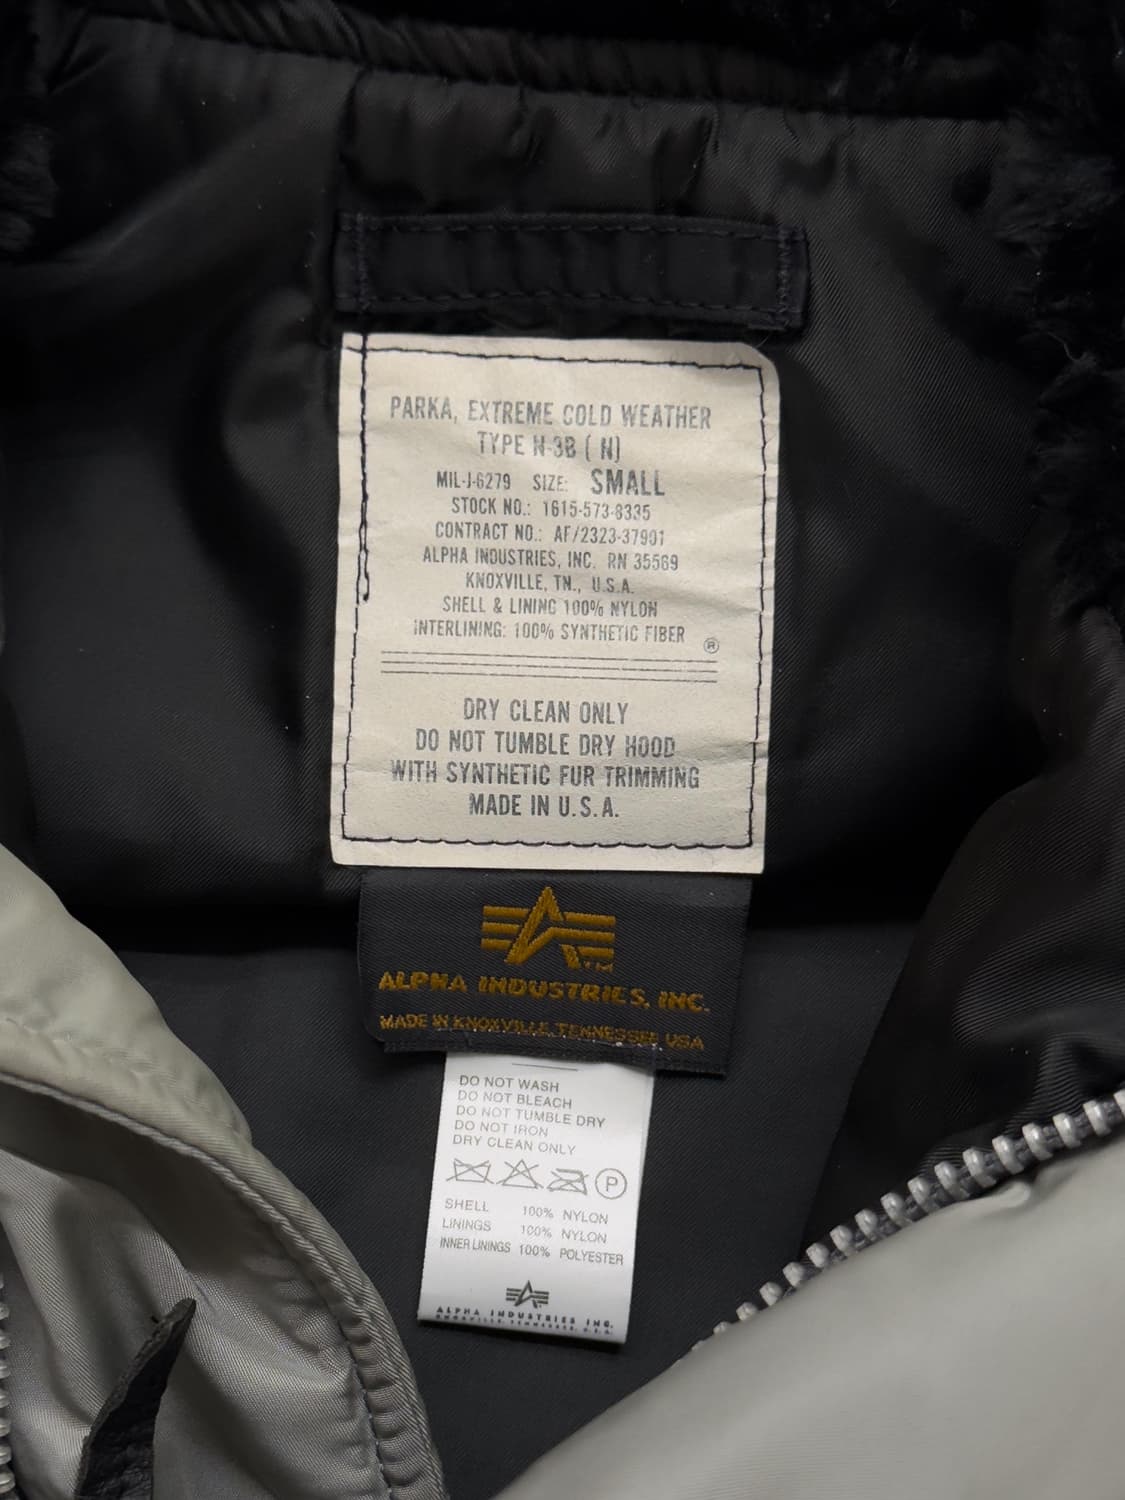 PARKA, EXTREME COLD WEATHER
TYPE N-3B ( N)
MIL-J-6279 SIZE: SMALL
STOCK NO.: 1615-573-8335
CONTRACT NO.: AF/2323-37901
ALPHA INDUSTRIES, INC. RN 35569
KNOXVILLE, TN., U.S.A.
SHELL & LINING 100% NYLON
INTERLINING: 100% SYNTHETIC FIBER
®
DRY CLEAN ONLY
DO NOT TUMBLE DRY HOOD
WITH SYNTHETIC FUR TRIMMING
MADE IN U.S.A.
TM
ALPHA INDUSTRIES, INC.
MADE IN KNOXVILLE, TENNESSEE, USA
DO NOT WASH
DO NOT BLEACH
DO NOT TUMBLE DRY
DO NOT IRON
DRY CLEAN ONLY
P
SHELL 100% NYLON
LININGS 100% NYLON
INNER LININGS 100% POLYESTER
ALPHA INDUSTRIES INC.
KNOXVILLE, TENNESSEE, U.S.A.